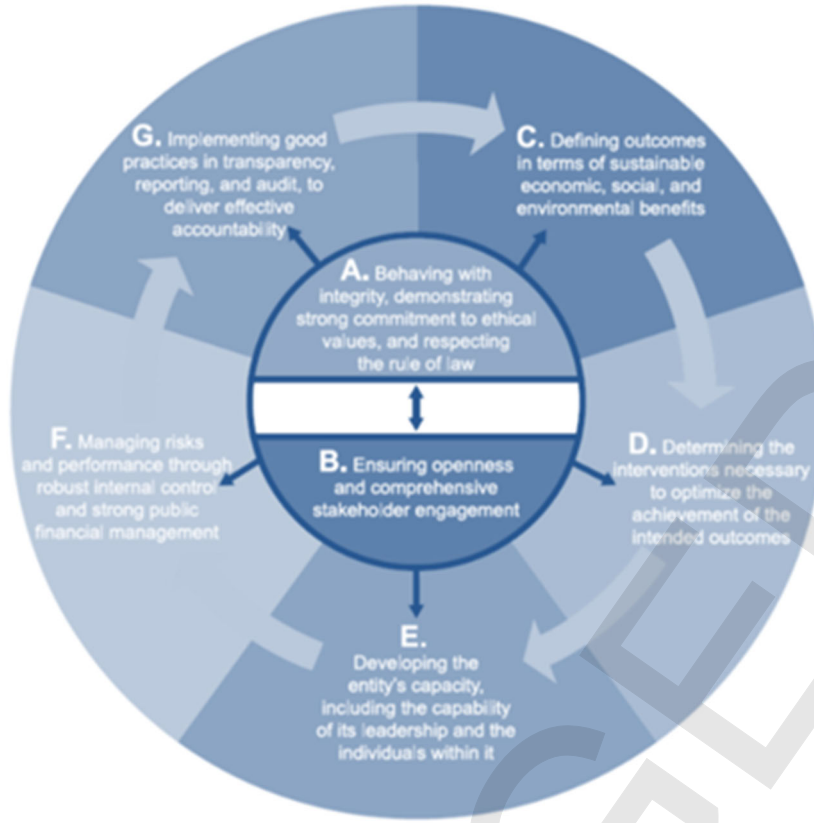 G. Implementing good
practices in transparency,
reporting, and audit, to
deliver effective
accountability
C. Defining outcomes
in terms of sustainable
economic, social, and
environmental benefits
A. Behaving with
integrity, demonstrating
strong commitment to ethical
values, and respecting
the rule of law
B. Ensuring openness
and comprehensive
stakeholder engagement
F. Managing risks
and performance through
robust internal control
and strong public
financial management
D. Determining the
interventions necessary
to optimize the
achievement of the
intended outcomes
E.
Developing the
entity's capacity,
including the capability
of its leadership and the
individuals within it